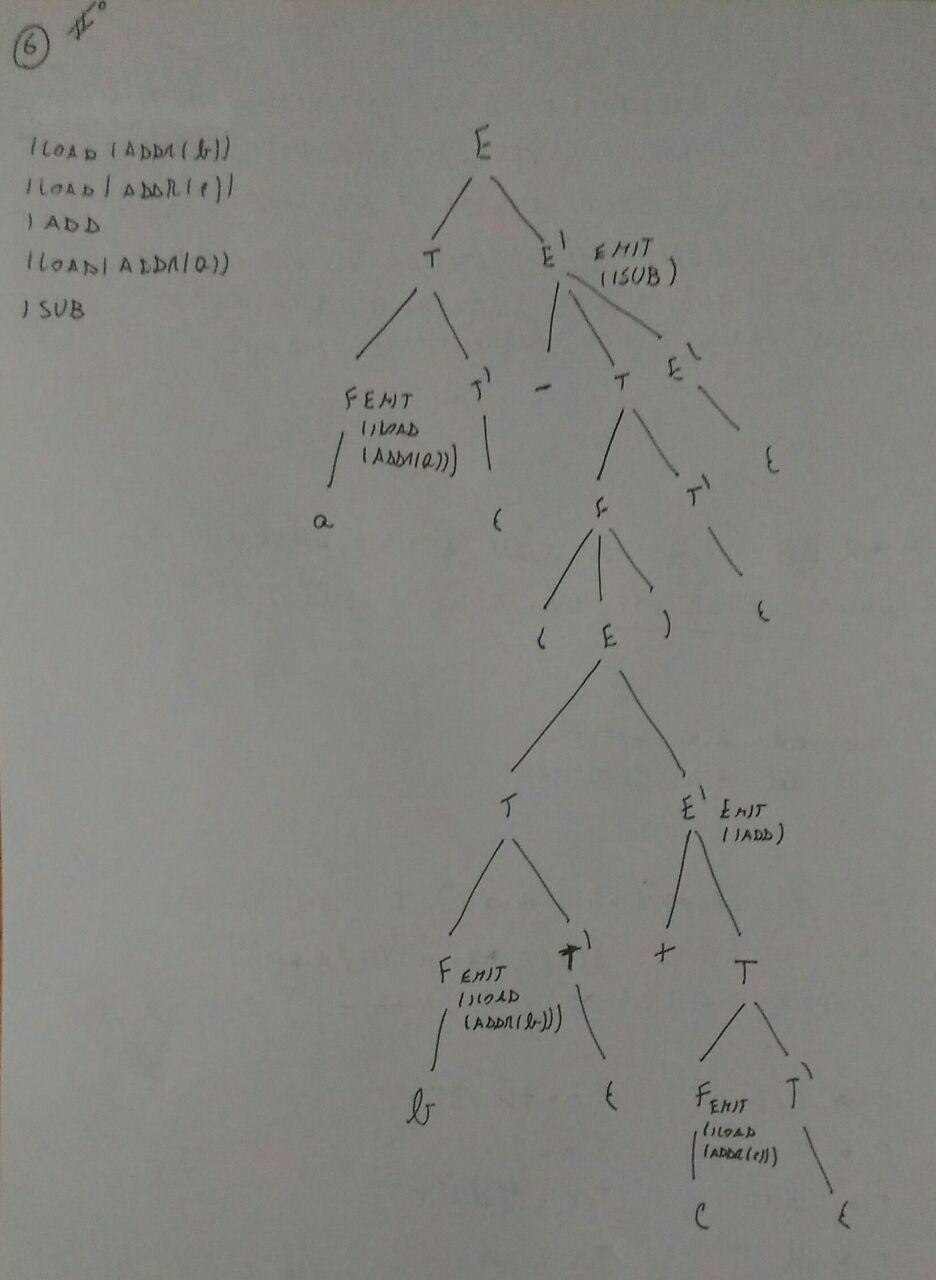 6 II°
ILOAD (ADDR(b))
ILOAD(ADDR(c))
IADD
ILOAD(ADDR(a))
ISUB
E
T E' EMIT
(ISUB)
F EMIT T' - T E'
(ILOAD
(ADDR(a)))
a ε F T' ε
( E ) ε
T E' EMIT
(IADD)
F EMIT T' + T
(ILOAD
(ADDR(b)))
b ε F EMIT T'
(ILOAD
(ADDR(c)))
c ε